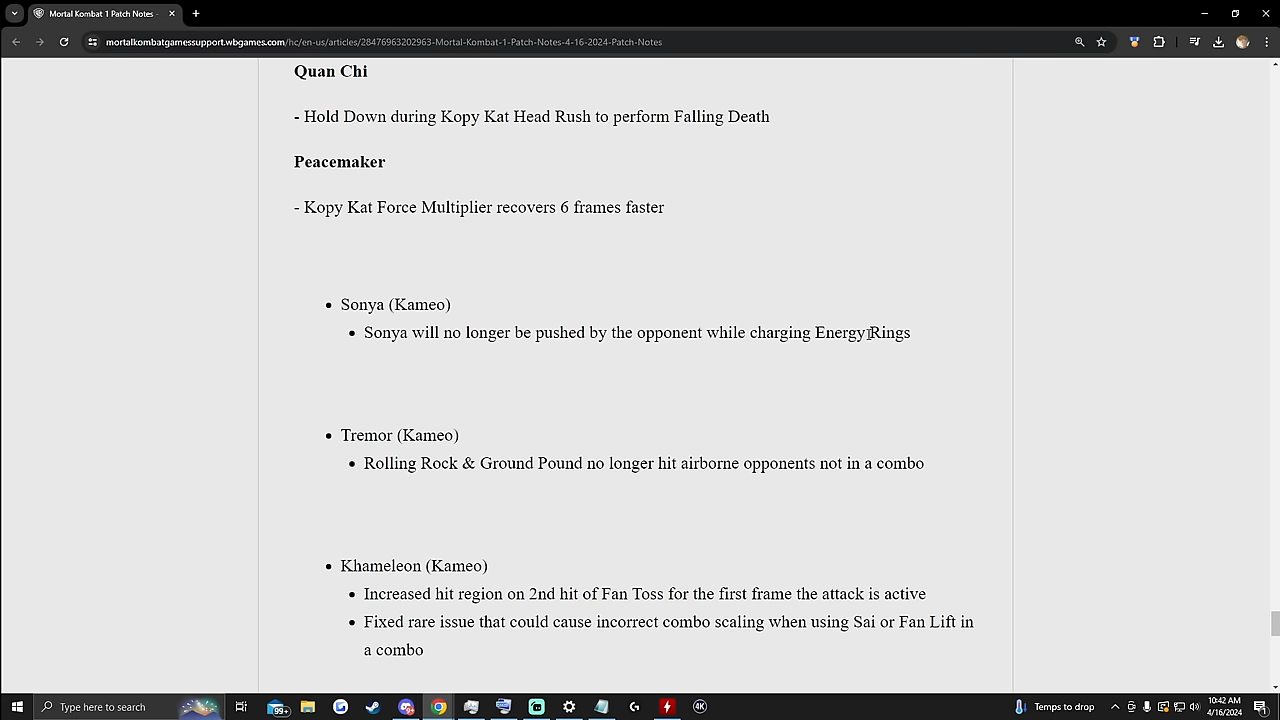 Mortal Kombat 1 Patch Notes -
mortalkombatgamessupport.wbgames.com/hc/en-us/articles/28476963202963-Mortal-Kombat-1-Patch-Notes-4-16-2024-Patch-Notes
Quan Chi
- Hold Down during Kopy Kat Head Rush to perform Falling Death
Peacemaker
- Kopy Kat Force Multiplier recovers 6 frames faster
• Sonya (Kameo)
• Sonya will no longer be pushed by the opponent while charging Energy Rings
• Tremor (Kameo)
• Rolling Rock & Ground Pound no longer hit airborne opponents not in a combo
• Khameleon (Kameo)
• Increased hit region on 2nd hit of Fan Toss for the first frame the attack is active
• Fixed rare issue that could cause incorrect combo scaling when using Sai or Fan Lift in
a combo
Type here to search
99+
4K
Temps to drop
10:42 AM
4/16/2024